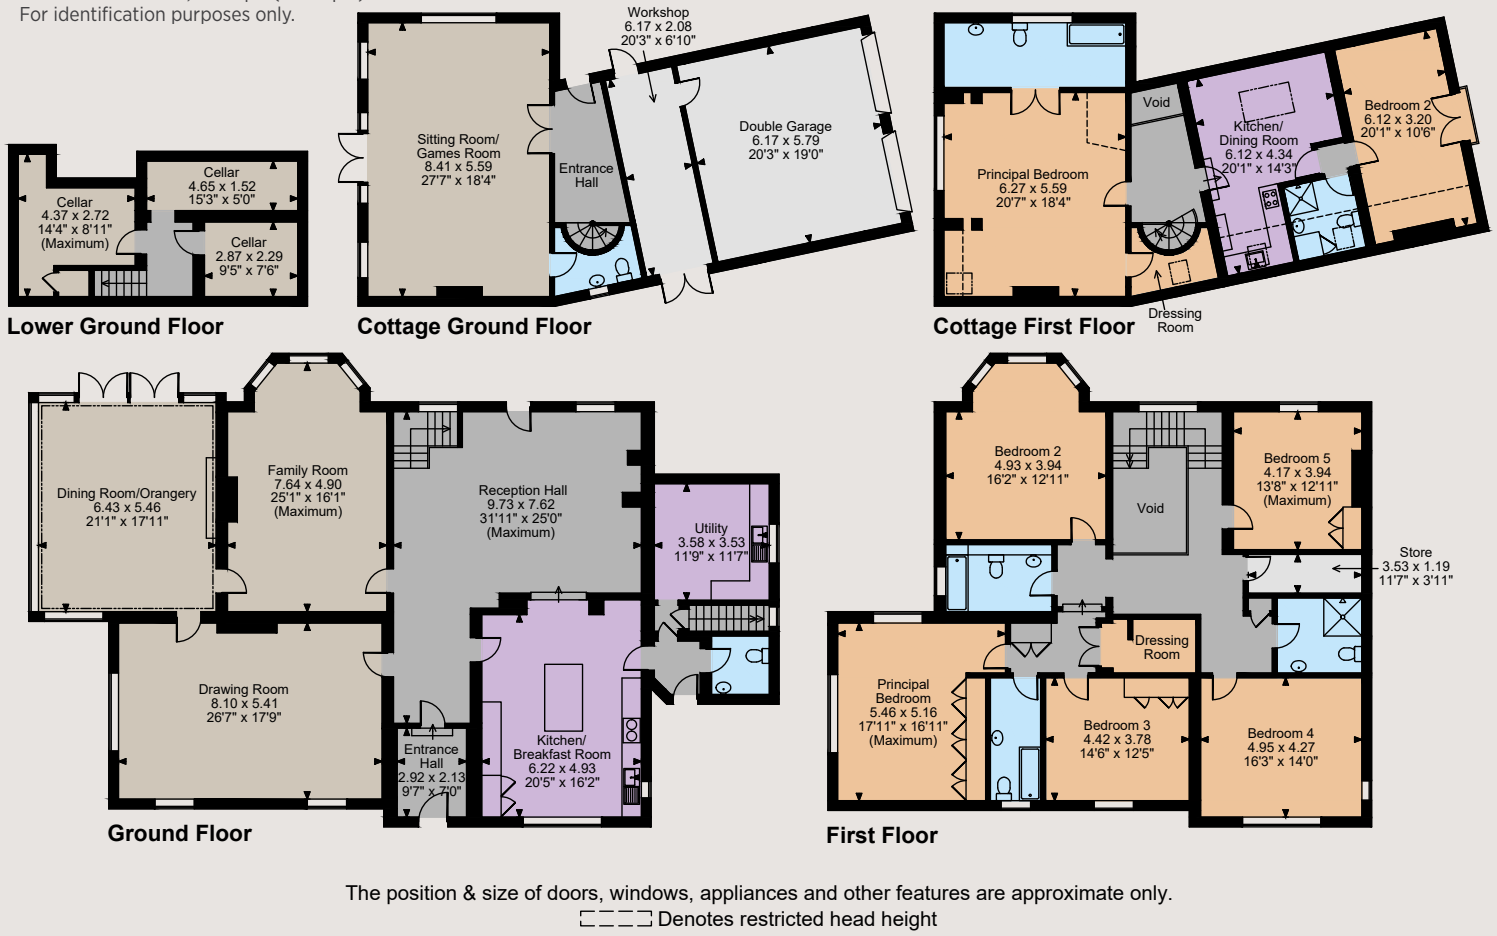 For identification purposes only.
Workshop
6.17 x 2.08
20'3" x 6'10"
Sitting Room/
Games Room
8.41 x 5.59
27'7" x 18'4"
Entrance
Hall
Double Garage
6.17 x 5.79
20'3" x 19'0"
Void
Kitchen/
Dining Room
6.12 x 4.34
20'1" x 14'3"
Bedroom 2
6.12 x 3.20
20'1" x 10'6"
Principal Bedroom
6.27 x 5.59
20'7" x 18'4"
Dressing
Room
Cellar
4.37 x 2.72
14'4" x 8'11"
(Maximum)
Cellar
4.65 x 1.52
15'3" x 5'0"
Cellar
2.87 x 2.29
9'5" x 7'6"
Lower Ground Floor
Cottage Ground Floor
Cottage First Floor
Dining Room/Orangery
6.43 x 5.46
21'1" x 17'11"
Family Room
7.64 x 4.90
25'1" x 16'1"
(Maximum)
Reception Hall
9.73 x 7.62
31'11" x 25'0"
(Maximum)
Utility
3.58 x 3.53
11'9" x 11'7"
Drawing Room
8.10 x 5.41
26'7" x 17'9"
Entrance
Hall
2.92 x 2.13
9'7" x 7'0"
Kitchen/
Breakfast Room
6.22 x 4.93
20'5" x 16'2"
Ground Floor
Bedroom 2
4.93 x 3.94
16'2" x 12'11"
Void
Bedroom 5
4.17 x 3.94
13'8" x 12'11"
(Maximum)
Store
3.53 x 1.19
11'7" x 3'11"
Dressing
Room
Principal
Bedroom
5.46 x 5.16
17'11" x 16'11"
(Maximum)
Bedroom 3
4.42 x 3.78
14'6" x 12'5"
Bedroom 4
4.95 x 4.27
16'3" x 14'0"
First Floor
The position & size of doors, windows, appliances and other features are approximate only.
Denotes restricted head height